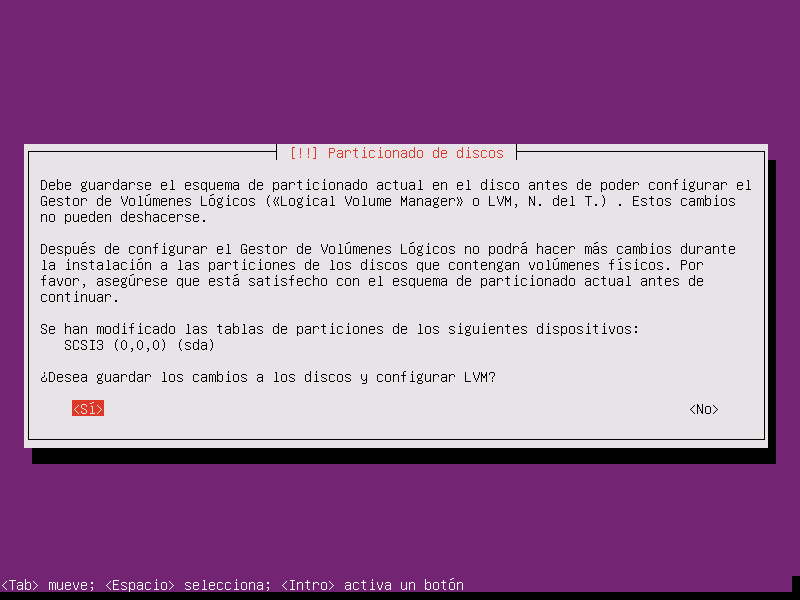 [!!] Particionado de discos
Debe guardarse el esquema de particionado actual en el disco antes de poder configurar el
Gestor de Volúmenes Lógicos («Logical Volume Manager» o LVM, N. del T.) . Estos cambios
no pueden deshacerse.
Después de configurar el Gestor de Volúmenes Lógicos no podrá hacer más cambios durante
la instalación a las particiones de los discos que contengan volúmenes físicos. Por
favor, asegúrese que está satisfecho con el esquema de particionado actual antes de
continuar.
Se han modificado las tablas de particiones de los siguientes dispositivos:
SCSI3 (0,0,0) (sda)
¿Desea guardar los cambios a los discos y configurar LVM?
<Sí> <No>
<Tab> mueve; <Espacio> selecciona; <Intro> activa un botón